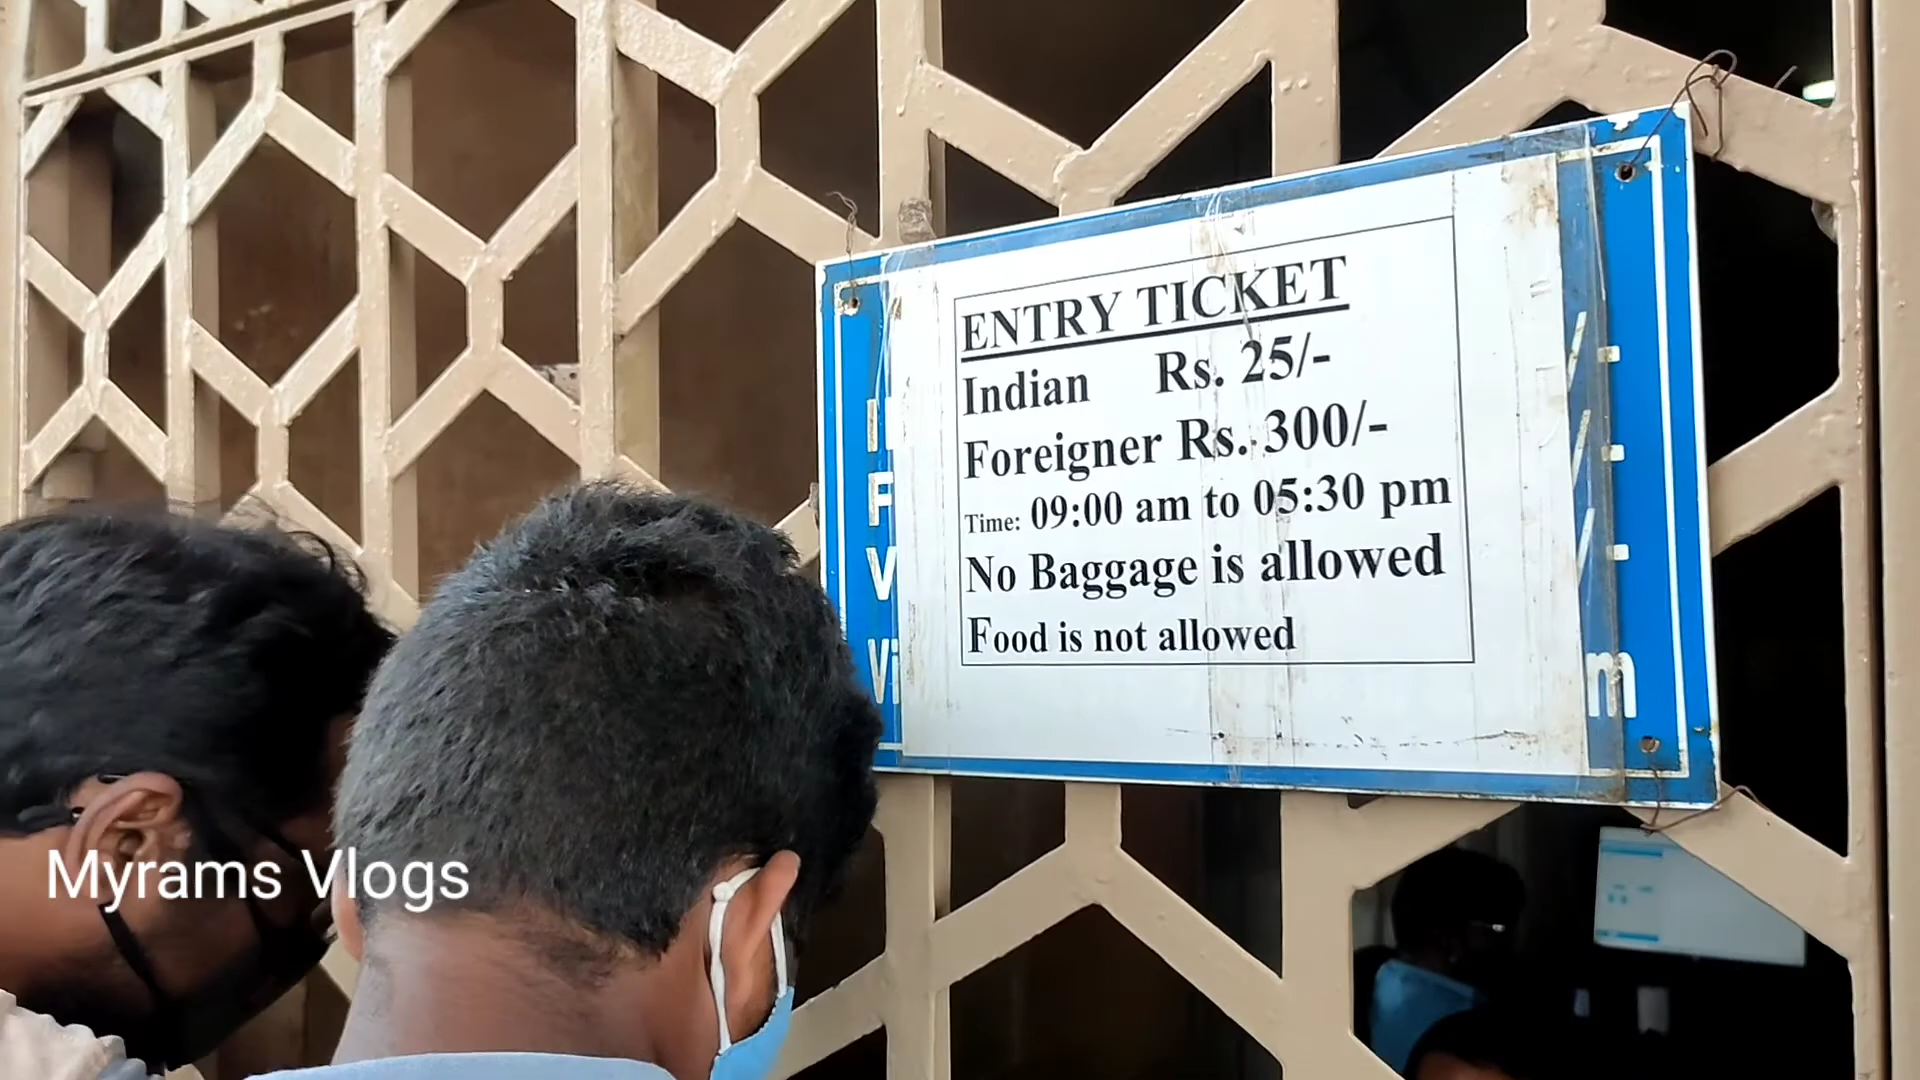 ENTRY TICKET
Indian Rs. 25/-
Foreigner Rs. 300/-
Time: 09:00 am to 05:30 pm
No Baggage is allowed
Food is not allowed
Myrams Vlogs